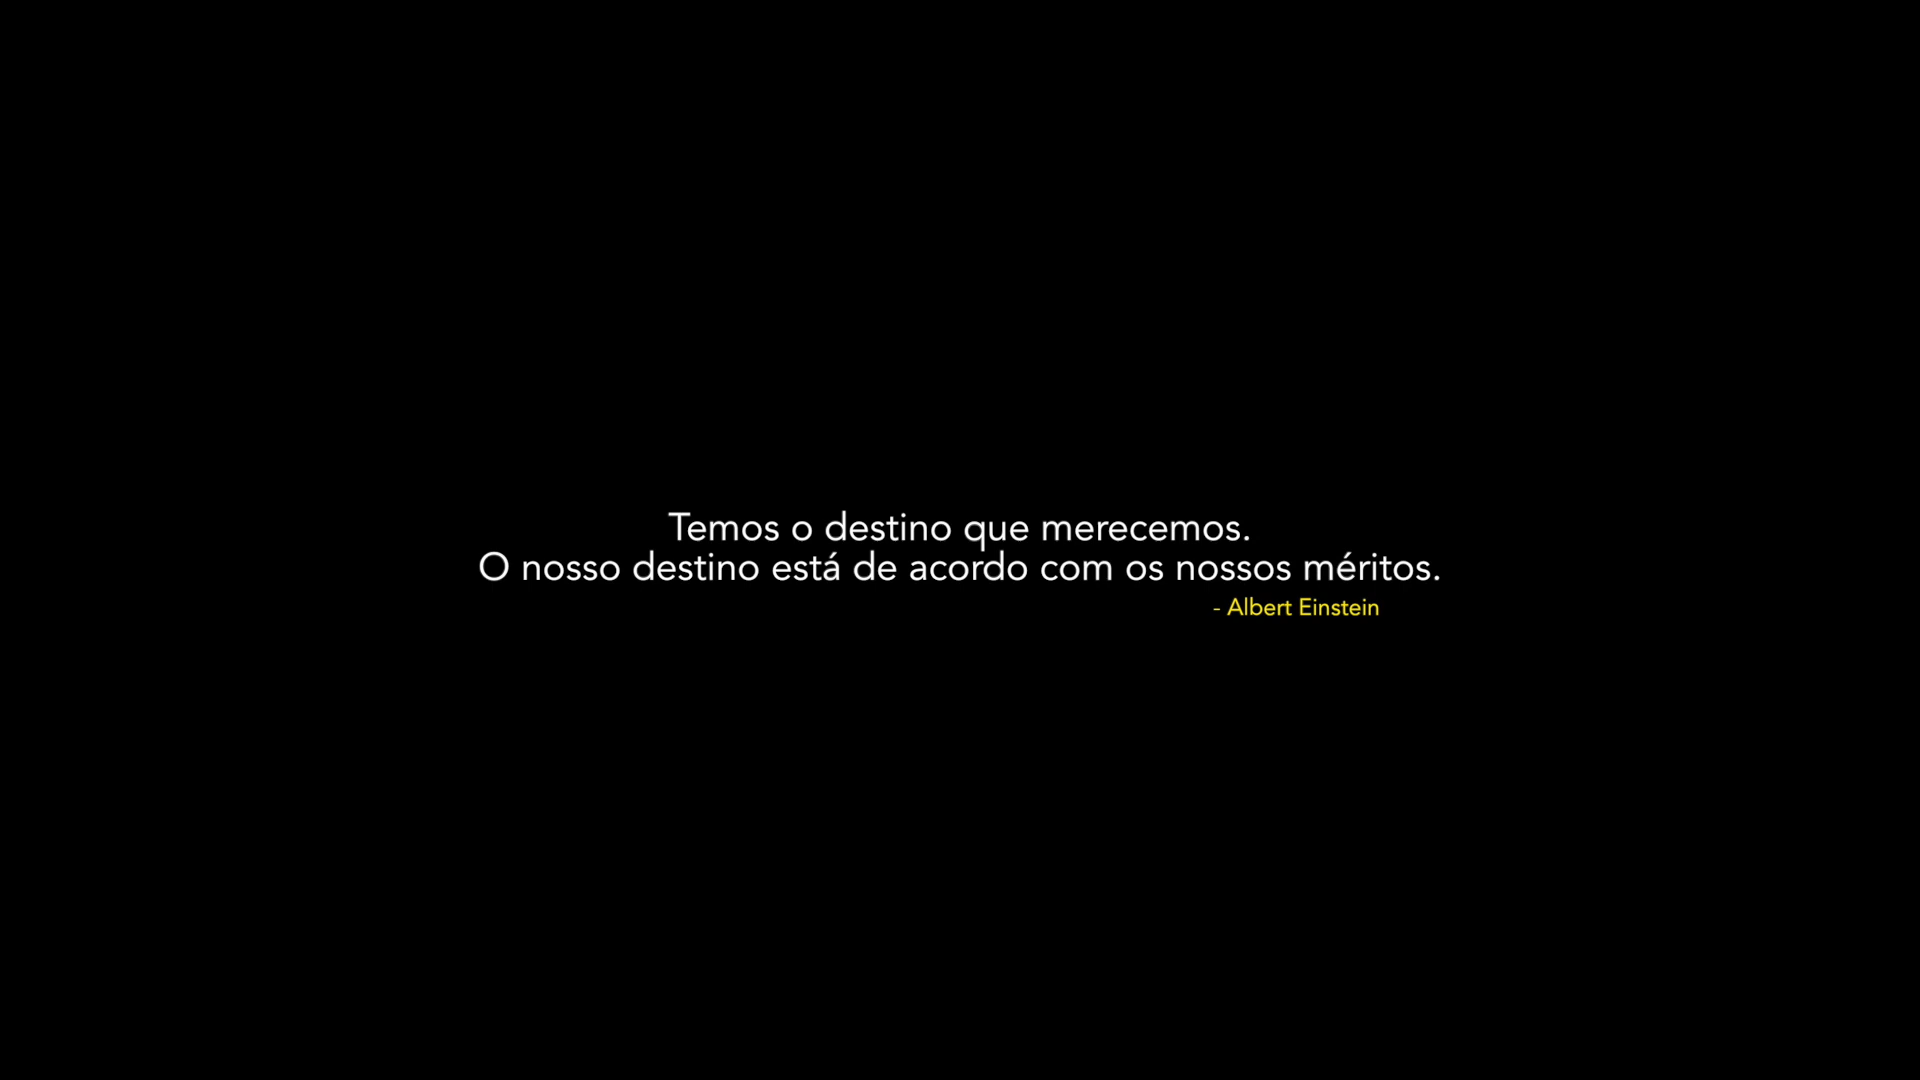 Temos o destino que merecemos.
O nosso destino está de acordo com os nossos méritos.
- Albert Einstein